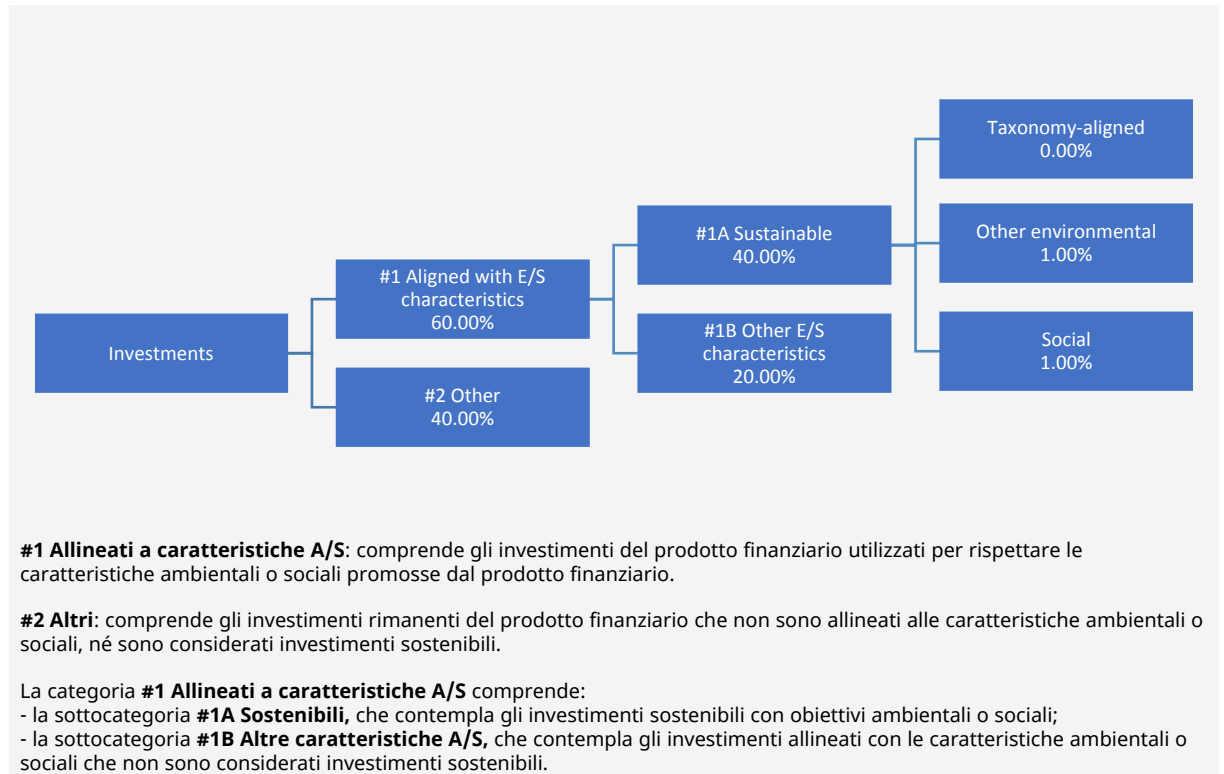 Investments
#1 Aligned with E/S
characteristics
60.00%
#2 Other
40.00%
#1A Sustainable
40.00%
#1B Other E/S
characteristics
20.00%
Taxonomy-aligned
0.00%
Other environmental
1.00%
Social
1.00%
#1 Allineati a caratteristiche A/S: comprende gli investimenti del prodotto finanziario utilizzati per rispettare le
caratteristiche ambientali o sociali promosse dal prodotto finanziario.
#2 Altri: comprende gli investimenti rimanenti del prodotto finanziario che non sono allineati alle caratteristiche ambientali o
sociali, né sono considerati investimenti sostenibili.
La categoria #1 Allineati a caratteristiche A/S comprende:
- la sottocategoria #1A Sostenibili, che contempla gli investimenti sostenibili con obiettivi ambientali o sociali;
- la sottocategoria #1B Altre caratteristiche A/S, che contempla gli investimenti allineati con le caratteristiche ambientali o
sociali che non sono considerati investimenti sostenibili.